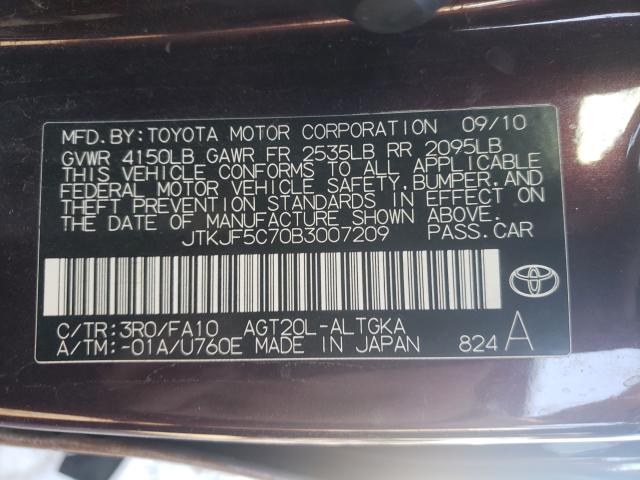 MFD. BY: TOYOTA MOTOR CORPORATION 09/10
GVWR 4150LB GAWR FR 2535LB RR 2095LB
THIS VEHICLE CONFORMS TO ALL APPLICABLE
FEDERAL MOTOR VEHICLE SAFETY, BUMPER, AND
THEFT PREVENTION STANDARDS IN EFFECT ON
THE DATE OF MANUFACTURE SHOWN ABOVE.
JTKJF5C70B3007209 PASS. CAR
C/TR: 3R0/FA10 AGT20L-ALTGKA
A/TM: -01A/U760E MADE IN JAPAN 824 A